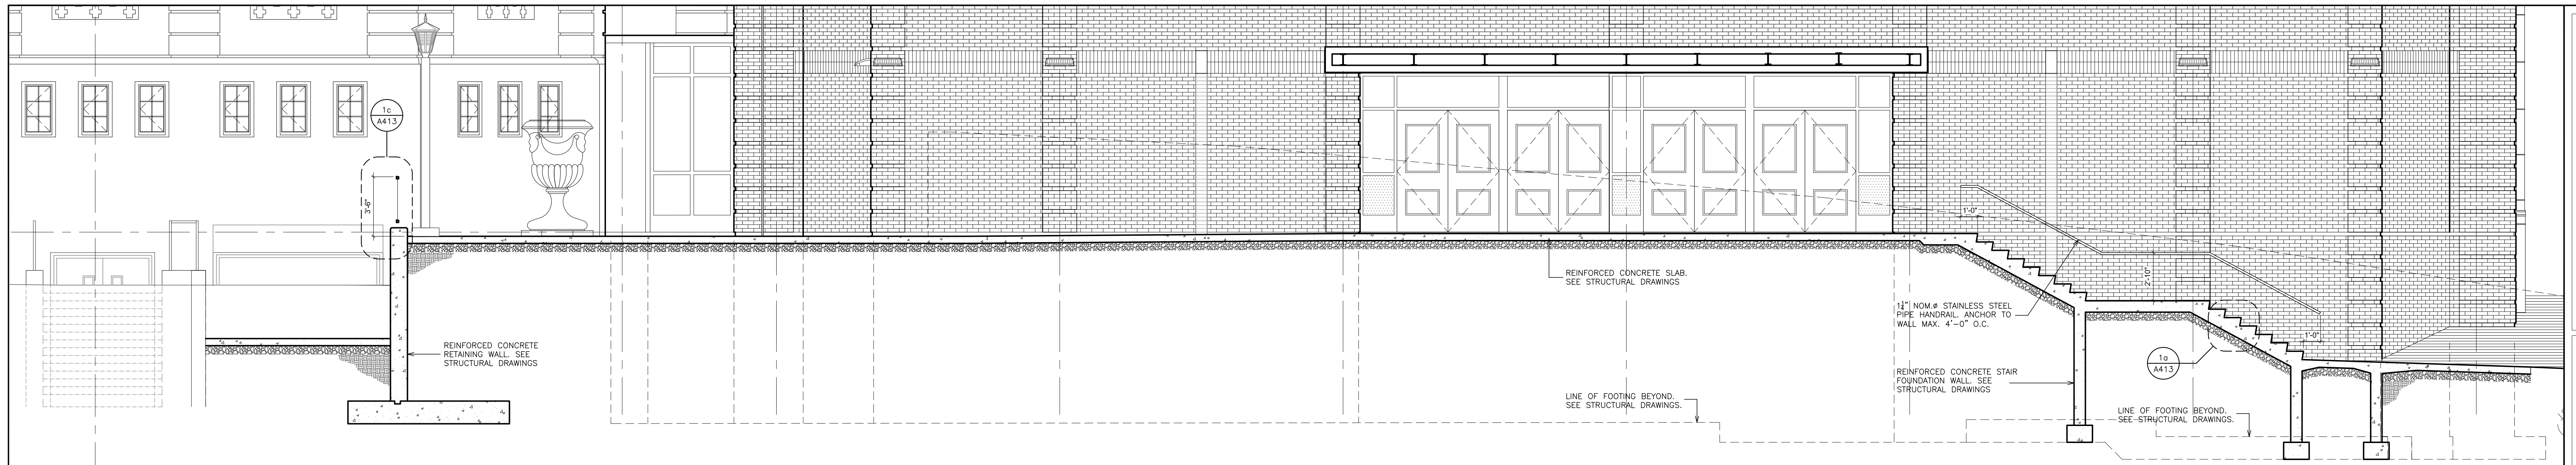 1c
A413
3'-6"
REINFORCED CONCRETE
RETAINING WALL. SEE
STRUCTURAL DRAWINGS
REINFORCED CONCRETE SLAB.
SEE STRUCTURAL DRAWINGS
LINE OF FOOTING BEYOND.
SEE STRUCTURAL DRAWINGS.
1'-0"
1½" NOM.ø STAINLESS STEEL
PIPE HANDRAIL. ANCHOR TO
WALL MAX. 4'-0" O.C.
2'-10"
1'-0"
REINFORCED CONCRETE STAIR
FOUNDATION WALL. SEE
STRUCTURAL DRAWINGS
1a
A413
LINE OF FOOTING BEYOND.
SEE STRUCTURAL DRAWINGS.